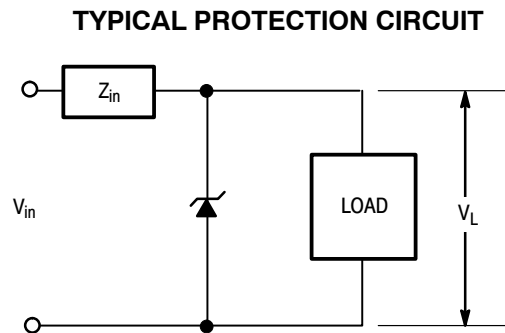 TYPICAL PROTECTION CIRCUIT
Zin
Vin
LOAD
VL